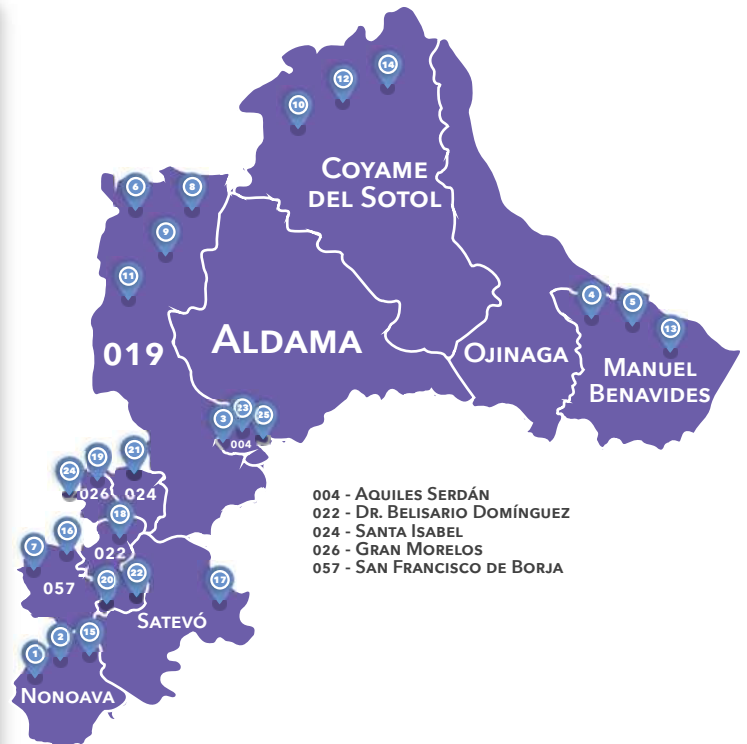 14
12
10
COYAME
DEL SOTOL
6
8
9
11
4
5
13
019
ALDAMA
OJINAGA
MANUEL
BENAVIDES
3
23
25
004
21
19
24
026
024
004 - AQUILES SERDÁN
022 - DR. BELISARIO DOMÍNGUEZ
024 - SANTA ISABEL
026 - GRAN MORELOS
057 - SAN FRANCISCO DE BORJA
18
16
7
022
057
20
22
17
SATEVÓ
15
2
1
NONOAVA